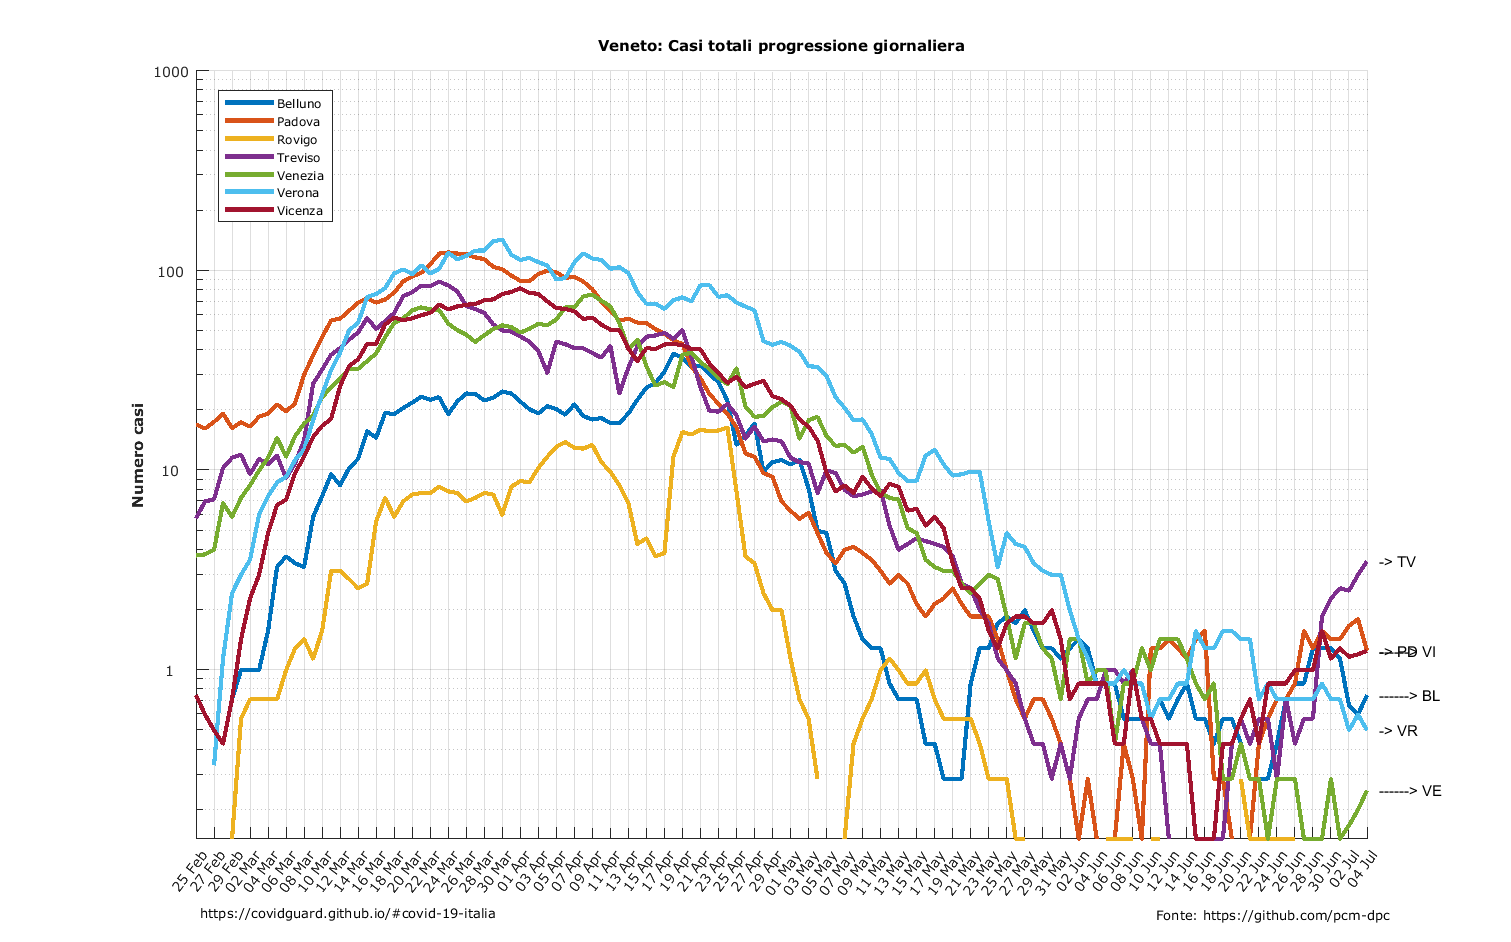 Veneto: Casi totali progressione giornaliera
1000
100
10
1
Numero casi
Belluno
Padova
Rovigo
Treviso
Venezia
Verona
Vicenza
-> TV
-> PD
-----> VI
------> BL
-> VR
------> VE
25 Feb
27 Feb
29 Feb
02 Mar
04 Mar
06 Mar
08 Mar
10 Mar
12 Mar
14 Mar
16 Mar
18 Mar
20 Mar
22 Mar
24 Mar
26 Mar
28 Mar
30 Mar
01 Apr
03 Apr
05 Apr
07 Apr
09 Apr
11 Apr
13 Apr
15 Apr
17 Apr
19 Apr
21 Apr
23 Apr
25 Apr
27 Apr
29 Apr
01 May
03 May
05 May
07 May
09 May
11 May
13 May
15 May
17 May
19 May
21 May
23 May
25 May
27 May
29 May
31 May
02 Jun
04 Jun
06 Jun
08 Jun
10 Jun
12 Jun
14 Jun
16 Jun
18 Jun
20 Jun
22 Jun
24 Jun
26 Jun
28 Jun
30 Jun
02 Jul
04 Jul
https://covidguard.github.io/#covid-19-italia
Fonte: https://github.com/pcm-dpc